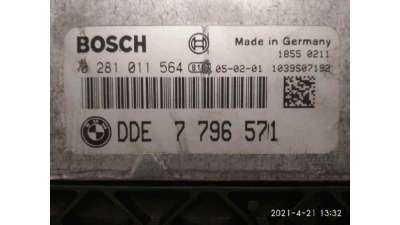 BOSCH
Made in Germany
1855 0211
0 281 011 564
05-02-01
1039S07192
DDE 7 796 571
2021-4-21 13:32